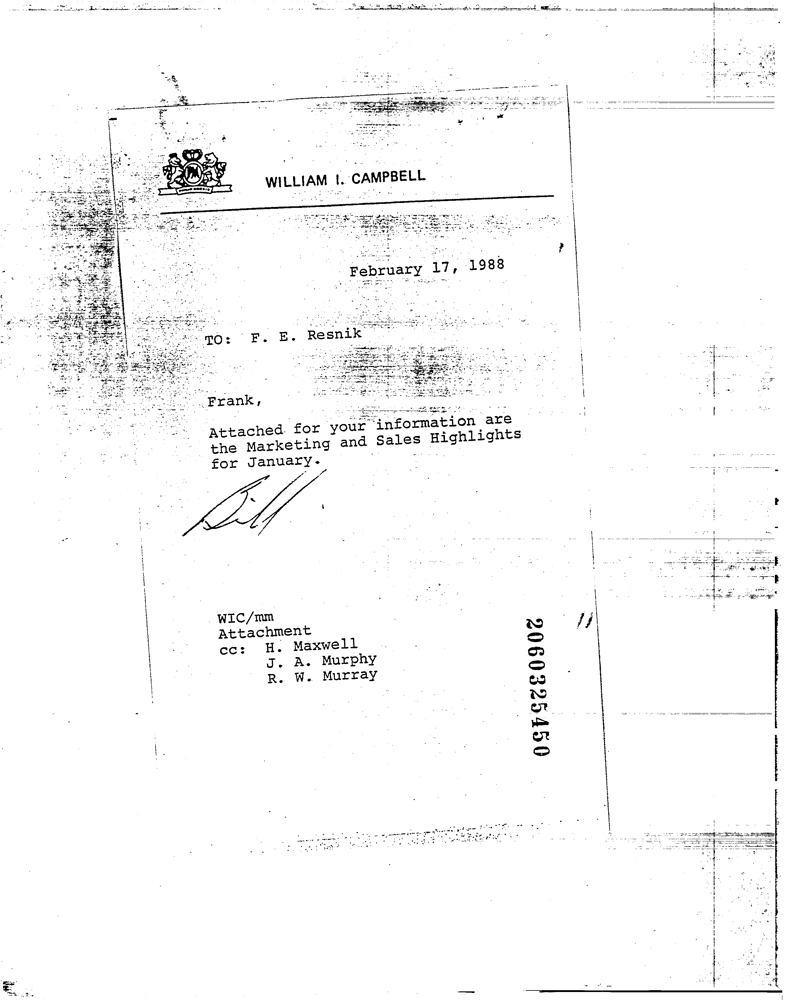 PM
WILLIAM I. CAMPBELL
February 17, 1988
TO: F. E. Resnik
Frank,
Attached for your information are
the Marketing and Sales Highlights
for January.
Bill
WIC/mm
Attachment
cc: H. Maxwell
J. A. Murphy
R. W. Murray
2060325450